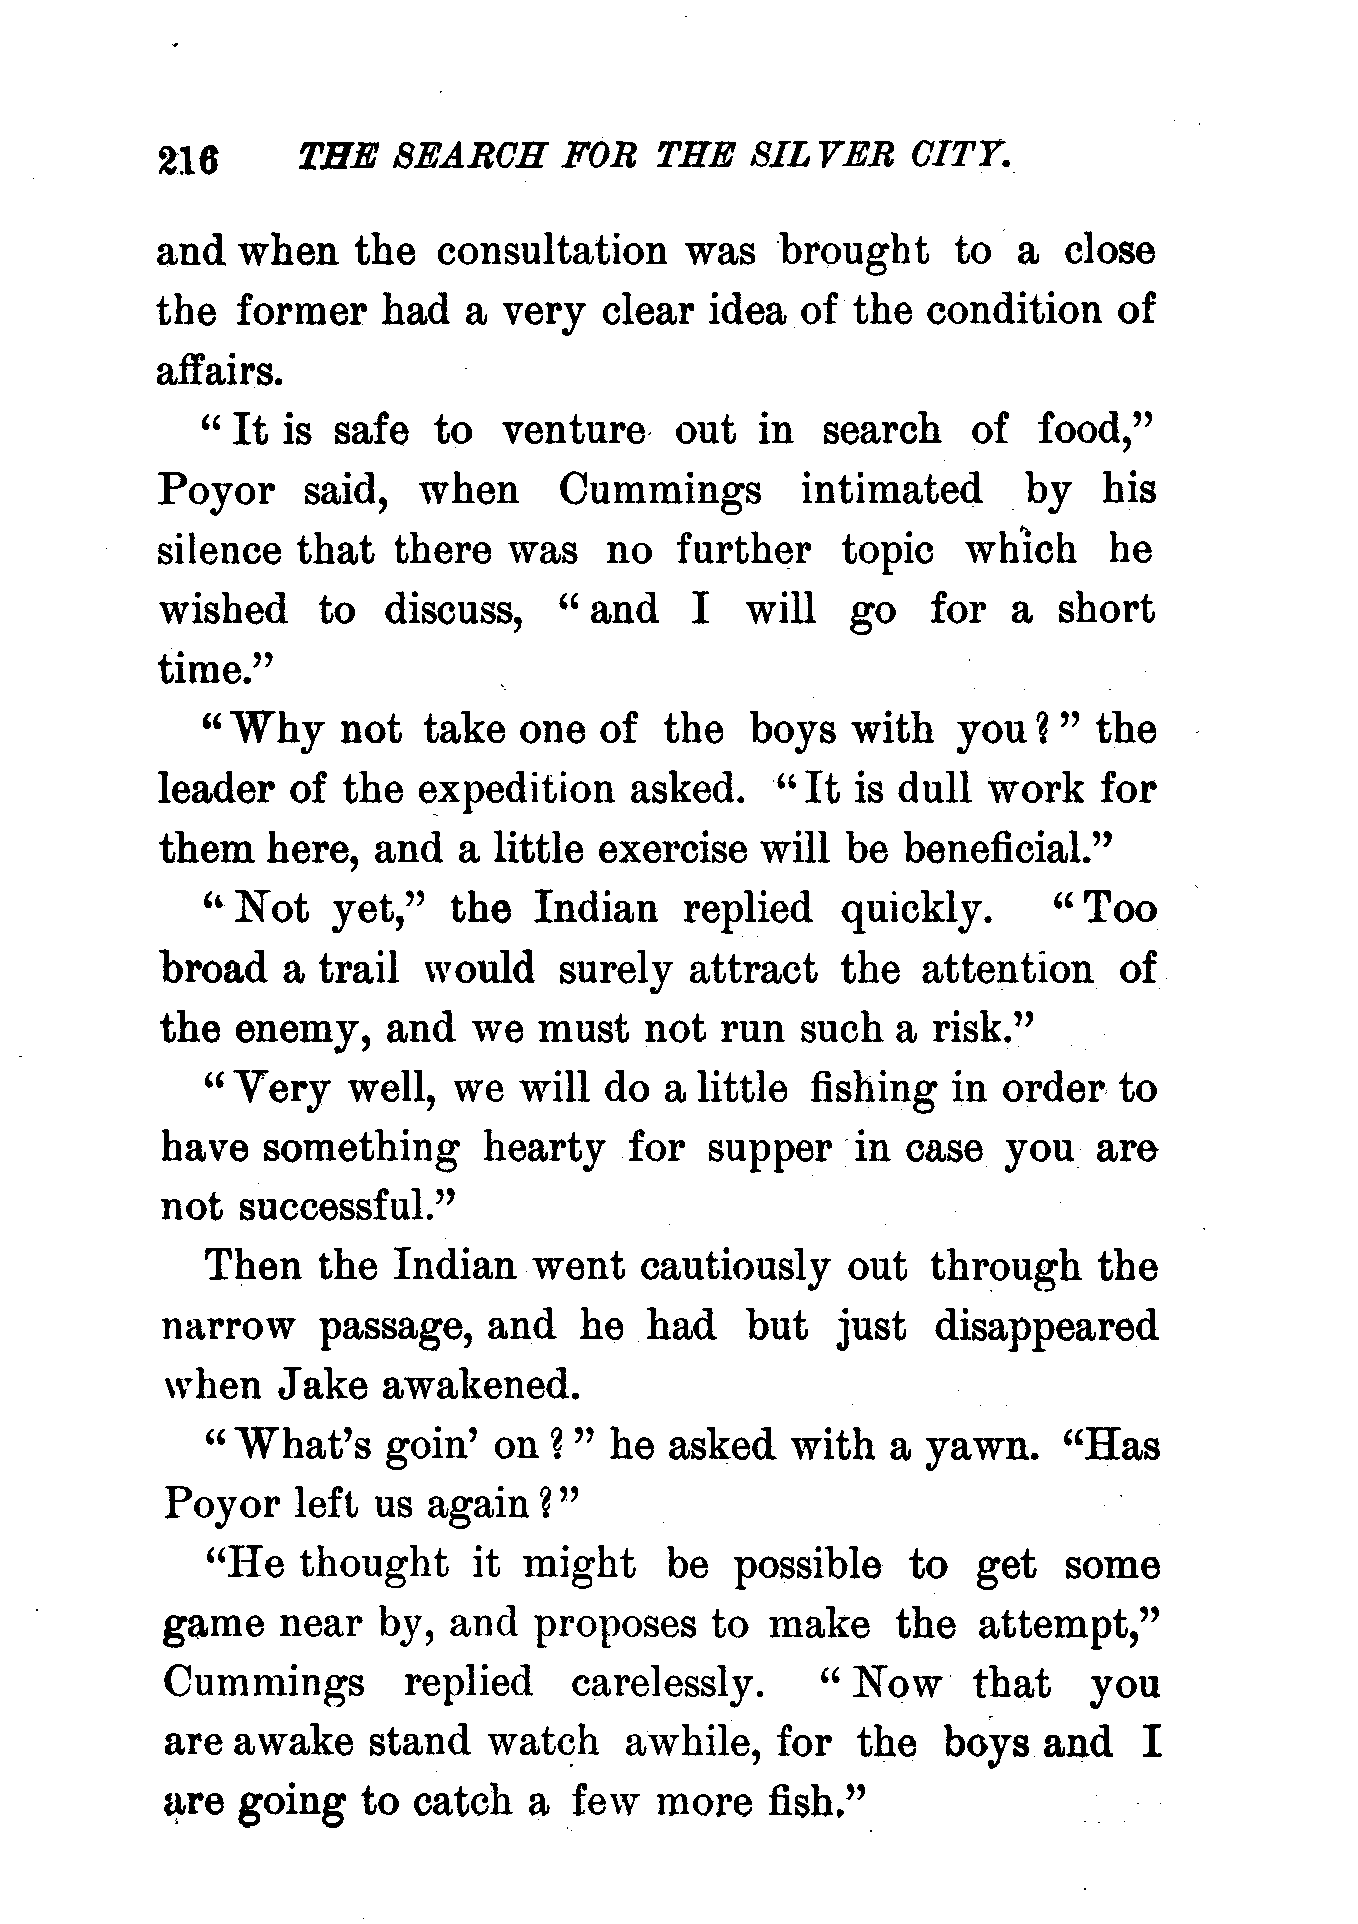 216 THE SEARCH FOR THE SILVER CITY.
and when the consultation was brought to a close
the former had a very clear idea of the condition of
affairs.
"It is safe to venture out in search of food,"
Poyor said, when Cummings intimated by his
silence that there was no further topic which he
wished to discuss, "and I will go for a short
time."
"Why not take one of the boys with you?" the
leader of the expedition asked. "It is dull work for
them here, and a little exercise will be beneficial."
"Not yet," the Indian replied quickly. "Too
broad a trail would surely attract the attention of
the enemy, and we must not run such a risk."
"Very well, we will do a little fishing in order to
have something hearty for supper in case you are
not successful."
Then the Indian went cautiously out through the
narrow passage, and he had but just disappeared
when Jake awakened.
"What's goin' on?" he asked with a yawn. "Has
Poyor left us again?"
"He thought it might be possible to get some
game near by, and proposes to make the attempt,"
Cummings replied carelessly. "Now that you
are awake stand watch awhile, for the boys and I
are going to catch a few more fish."